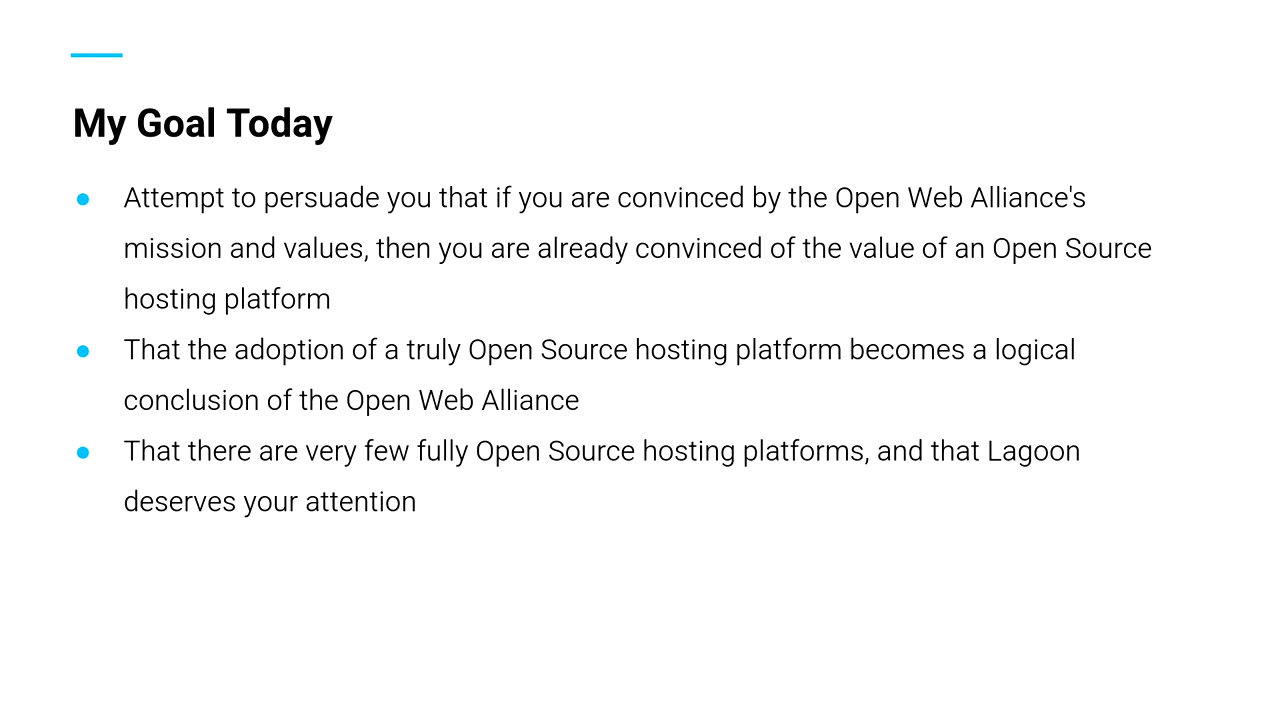 My Goal Today
● Attempt to persuade you that if you are convinced by the Open Web Alliance's
mission and values, then you are already convinced of the value of an Open Source
hosting platform
● That the adoption of a truly Open Source hosting platform becomes a logical
conclusion of the Open Web Alliance
● That there are very few fully Open Source hosting platforms, and that Lagoon
deserves your attention